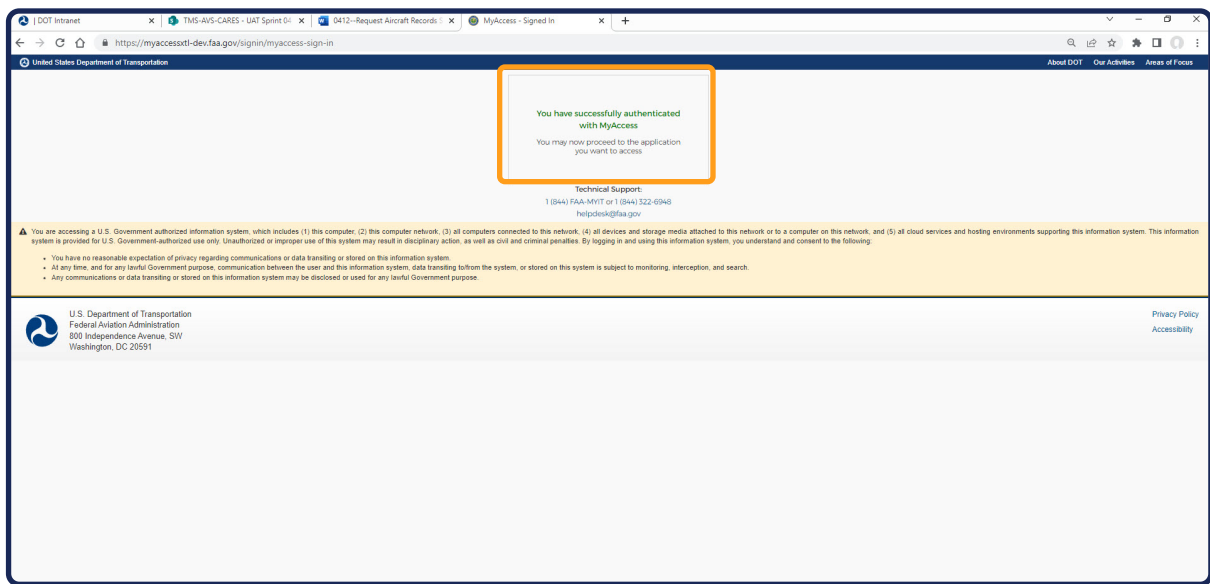 | DOT Intranet
TMS-AVS-CARES - UAT Sprint 04
0412--Request Aircraft Records S
MyAccess - Signed In
https://myaccessxtl-dev.faa.gov/signin/myaccess-sign-in
United States Department of Transportation
About DOT Our Activities Areas of Focus
You have successfully authenticated
with MyAccess
You may now proceed to the application
you want to access
Technical Support:
1 (844) FAA-MYIT or 1 (844) 322-6948
helpdesk@faa.gov
You are accessing a U.S. Government authorized information system, which includes (1) this computer, (2) this computer network, (3) all computers connected to this network, (4) all devices and storage media attached to this network or to a computer on this network, and (5) all cloud services and hosting environments supporting this information system. This information
system is provided for U.S. Government-authorized use only. Unauthorized or improper use of this system may result in disciplinary action, as well as civil and criminal penalties. By logging in and using this information system, you understand and consent to the following:
• You have no reasonable expectation of privacy regarding communications or data transiting or stored on this information system.
• At any time, and for any lawful Government purpose, communication between the user and this information system, data transiting to/from the system, or stored on this system is subject to monitoring, interception, and search.
• Any communications or data transiting or stored on this information system may be disclosed or used for any lawful Government purpose.
U.S. Department of Transportation
Federal Aviation Administration
800 Independence Avenue, SW
Washington, DC 20591
Privacy Policy
Accessibility